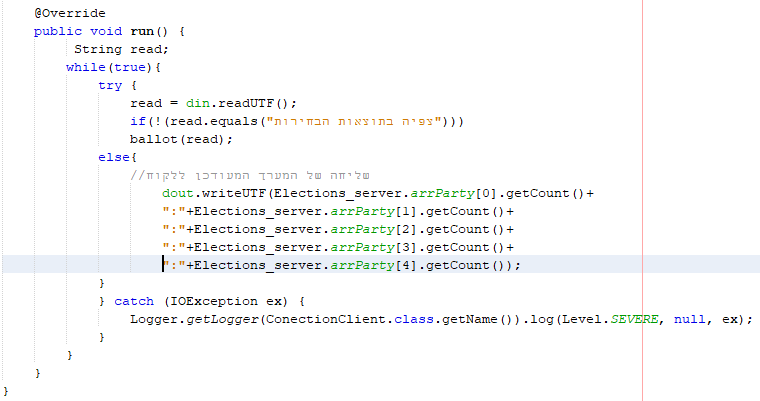 @Override
public void run() {
String read;
while(true){
try {
read = din.readUTF();
if(!(read.equals("צפיה בתוצאות הבחירות")))
ballot(read);
else{
//שליחה של המערך המעודכן ללקוח
dout.writeUTF(Elections_server.arrParty[0].getCount()+
":"+Elections_server.arrParty[1].getCount()+
":"+Elections_server.arrParty[2].getCount()+
":"+Elections_server.arrParty[3].getCount()+
":"+Elections_server.arrParty[4].getCount());
}
} catch (IOException ex) {
Logger.getLogger(ConectionClient.class.getName()).log(Level.SEVERE, null, ex);
}
}
}
}